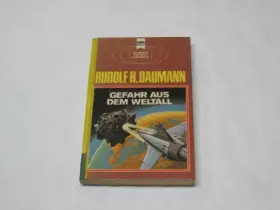 RUDOLF H. DAUMANN
GEFAHR AUS
DEM WELTALL